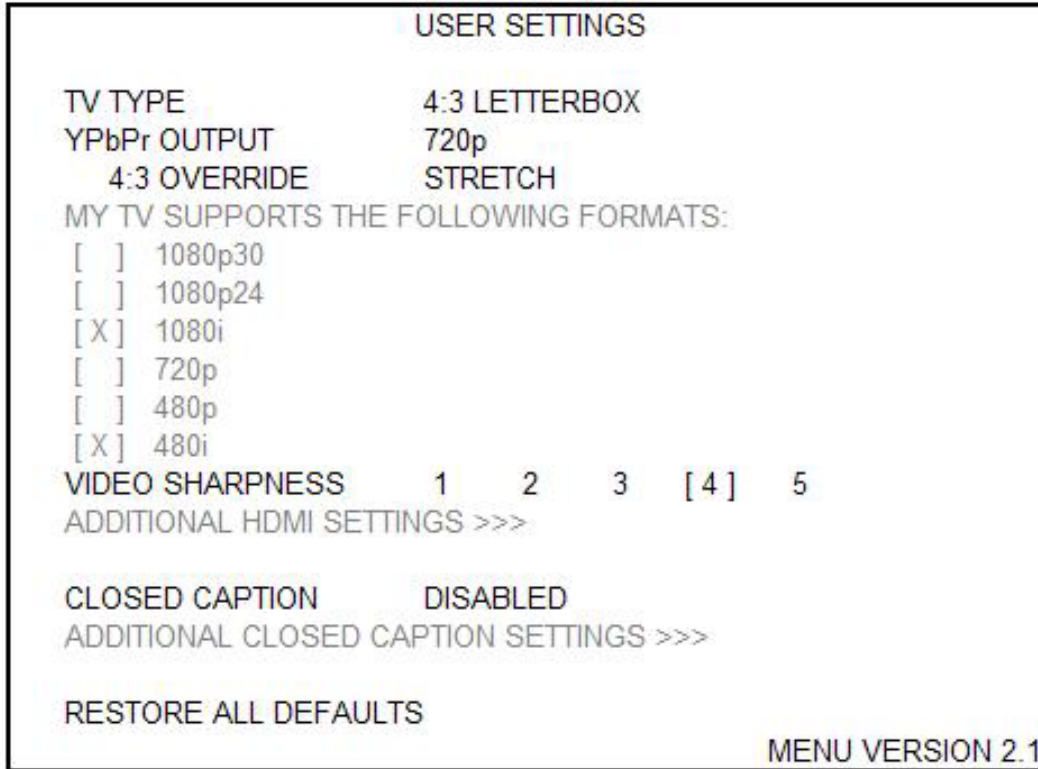 USER SETTINGS
TV TYPE 4:3 LETTERBOX
YPbPr OUTPUT 720p
4:3 OVERRIDE STRETCH
MY TV SUPPORTS THE FOLLOWING FORMATS:
[ ] 1080p30
[ ] 1080p24
[ X ] 1080i
[ ] 720p
[ ] 480p
[ X ] 480i
VIDEO SHARPNESS 1 2 3 [ 4 ] 5
ADDITIONAL HDMI SETTINGS >>>
CLOSED CAPTION DISABLED
ADDITIONAL CLOSED CAPTION SETTINGS >>>
RESTORE ALL DEFAULTS
MENU VERSION 2.1